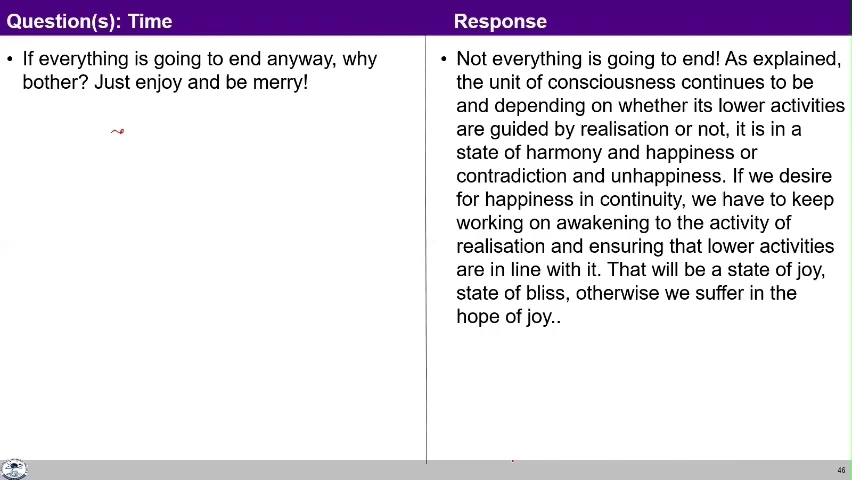 Question(s): Time
Response
• If everything is going to end anyway, why
bother? Just enjoy and be merry!
• Not everything is going to end! As explained,
the unit of consciousness continues to be
and depending on whether its lower activities
are guided by realisation or not, it is in a
state of harmony and happiness or
contradiction and unhappiness. If we desire
for happiness in continuity, we have to keep
working on awakening to the activity of
realisation and ensuring that lower activities
are in line with it. That will be a state of joy,
state of bliss, otherwise we suffer in the
hope of joy..
46